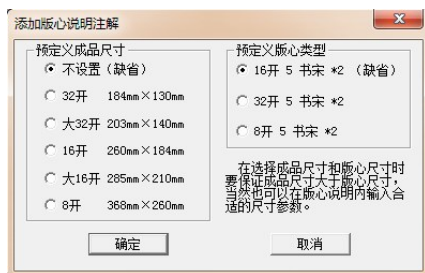 添加版心说明注解
预定义成品尺寸
不设置(缺省)
32开 184mm×130mm
大32开 203mm×140mm
16开 260mm×184mm
大16开 285mm×210mm
8开 368mm×260mm
预定义版心类型
16开 5 书宋 *2 (缺省)
32开 5 书宋 *2
8开 5 书宋 *2
在选择成品尺寸和版心尺寸时
要保证成品尺寸大于版心尺寸,
当然也可以在版心说明内输入合
适的尺寸参数。
确定
取消